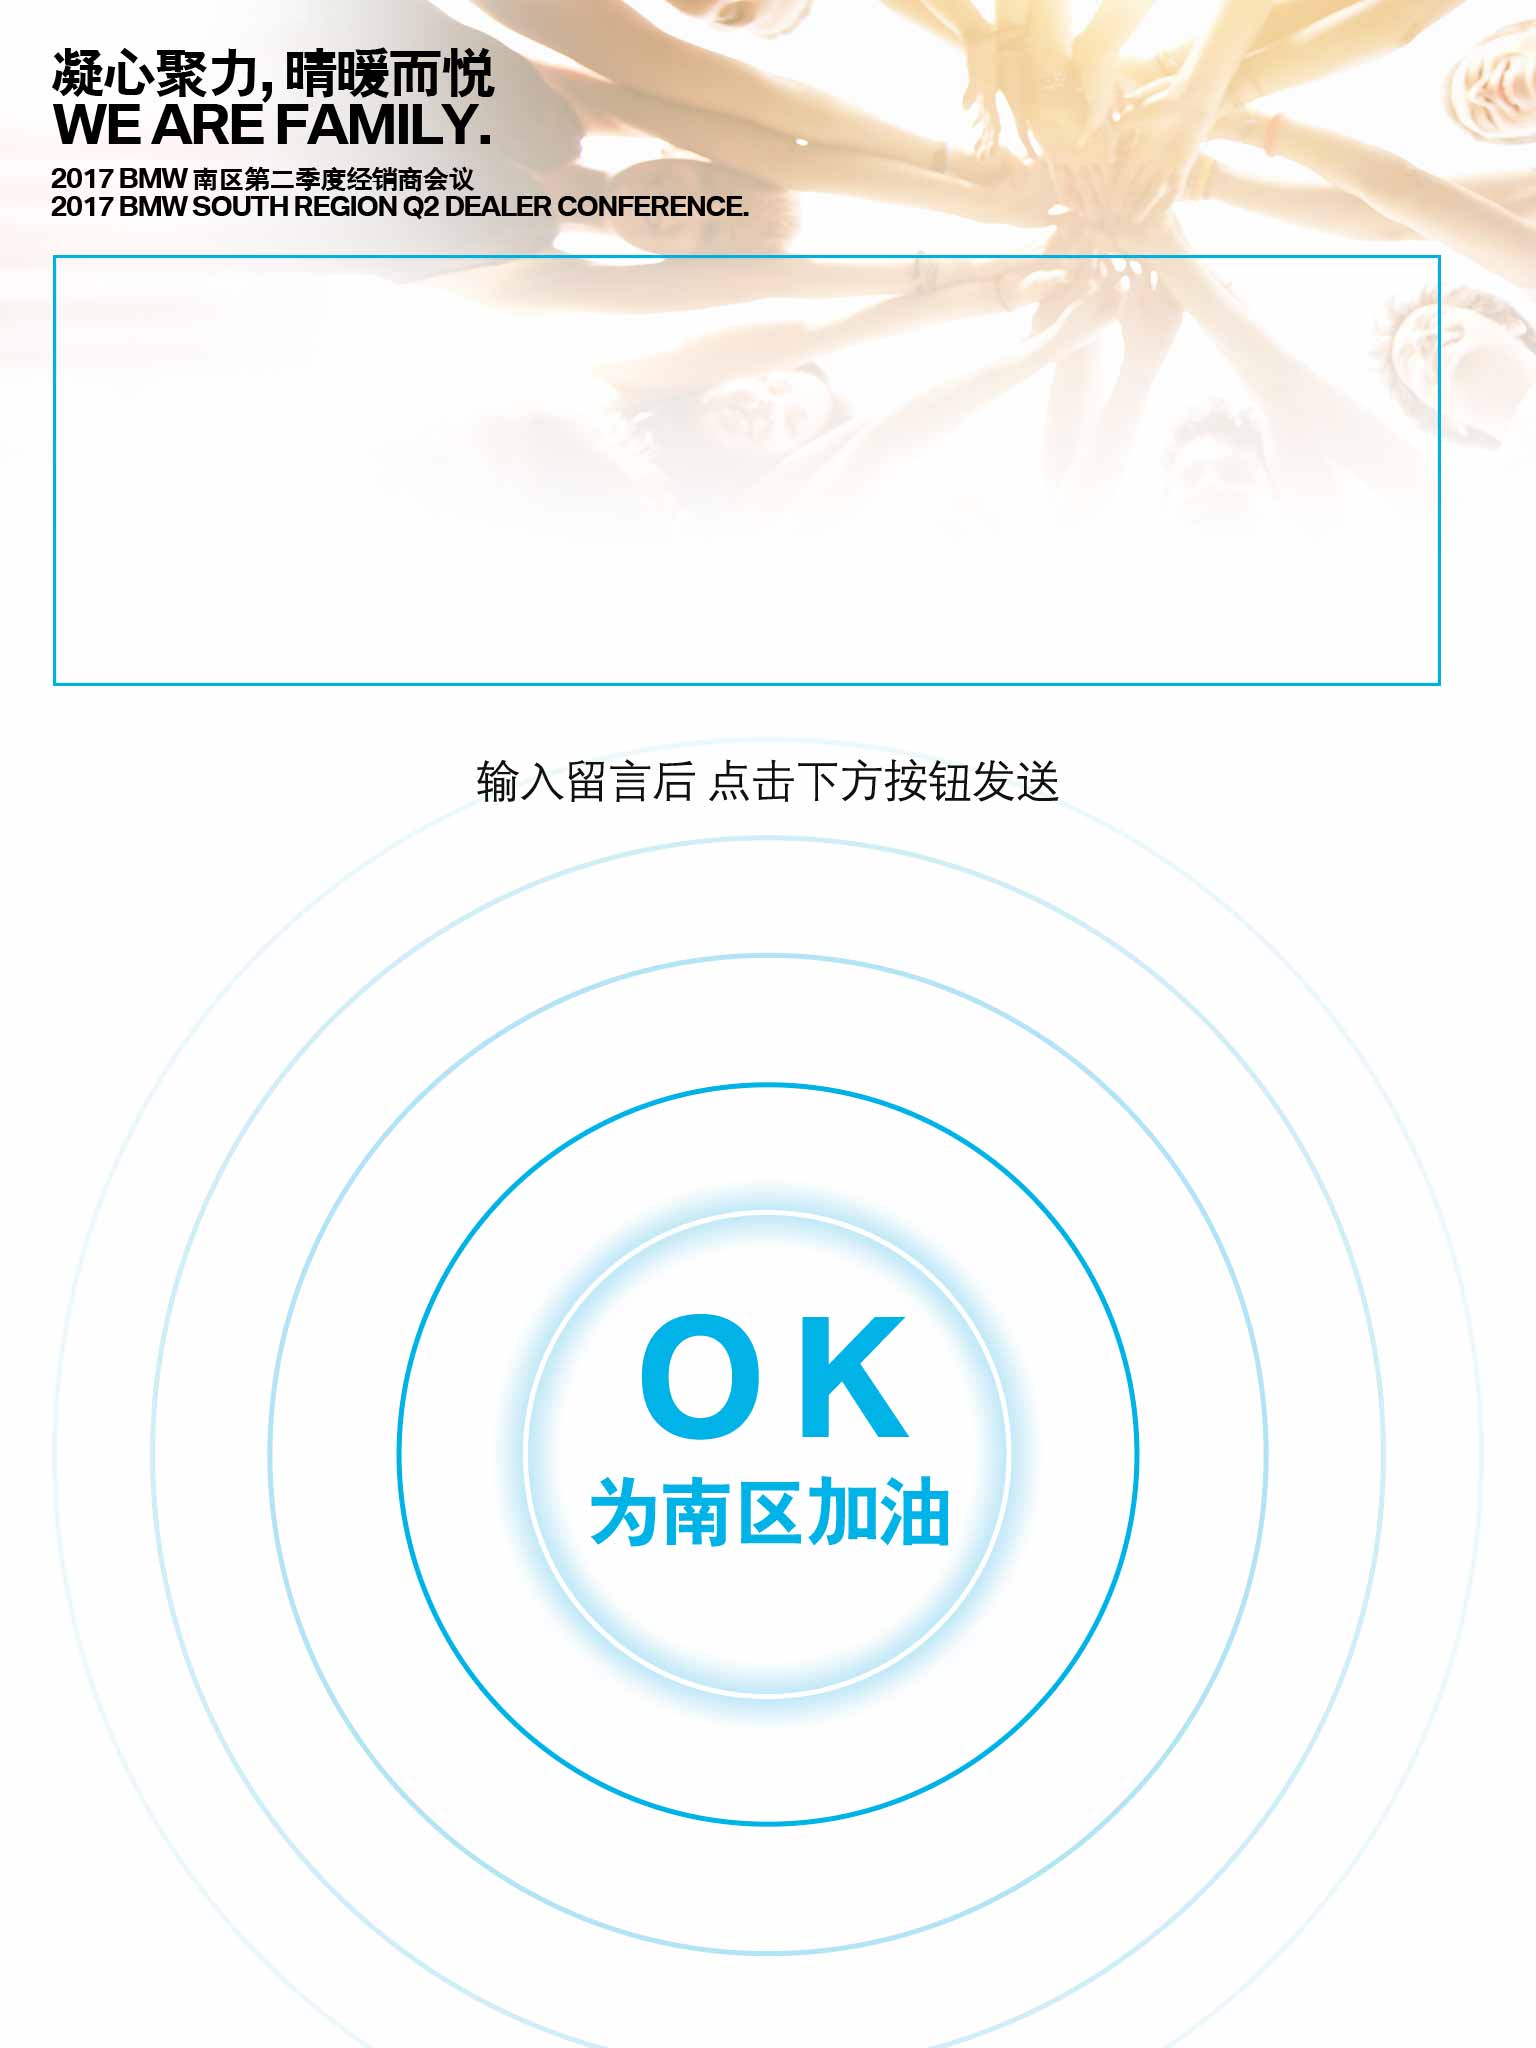 凝心聚力, 晴暖而悦
WE ARE FAMILY.
2017 BMW 南区第二季度经销商会议
2017 BMW SOUTH REGION Q2 DEALER CONFERENCE.
输入留言后 点击下方按钮发送
OK
为南区加油